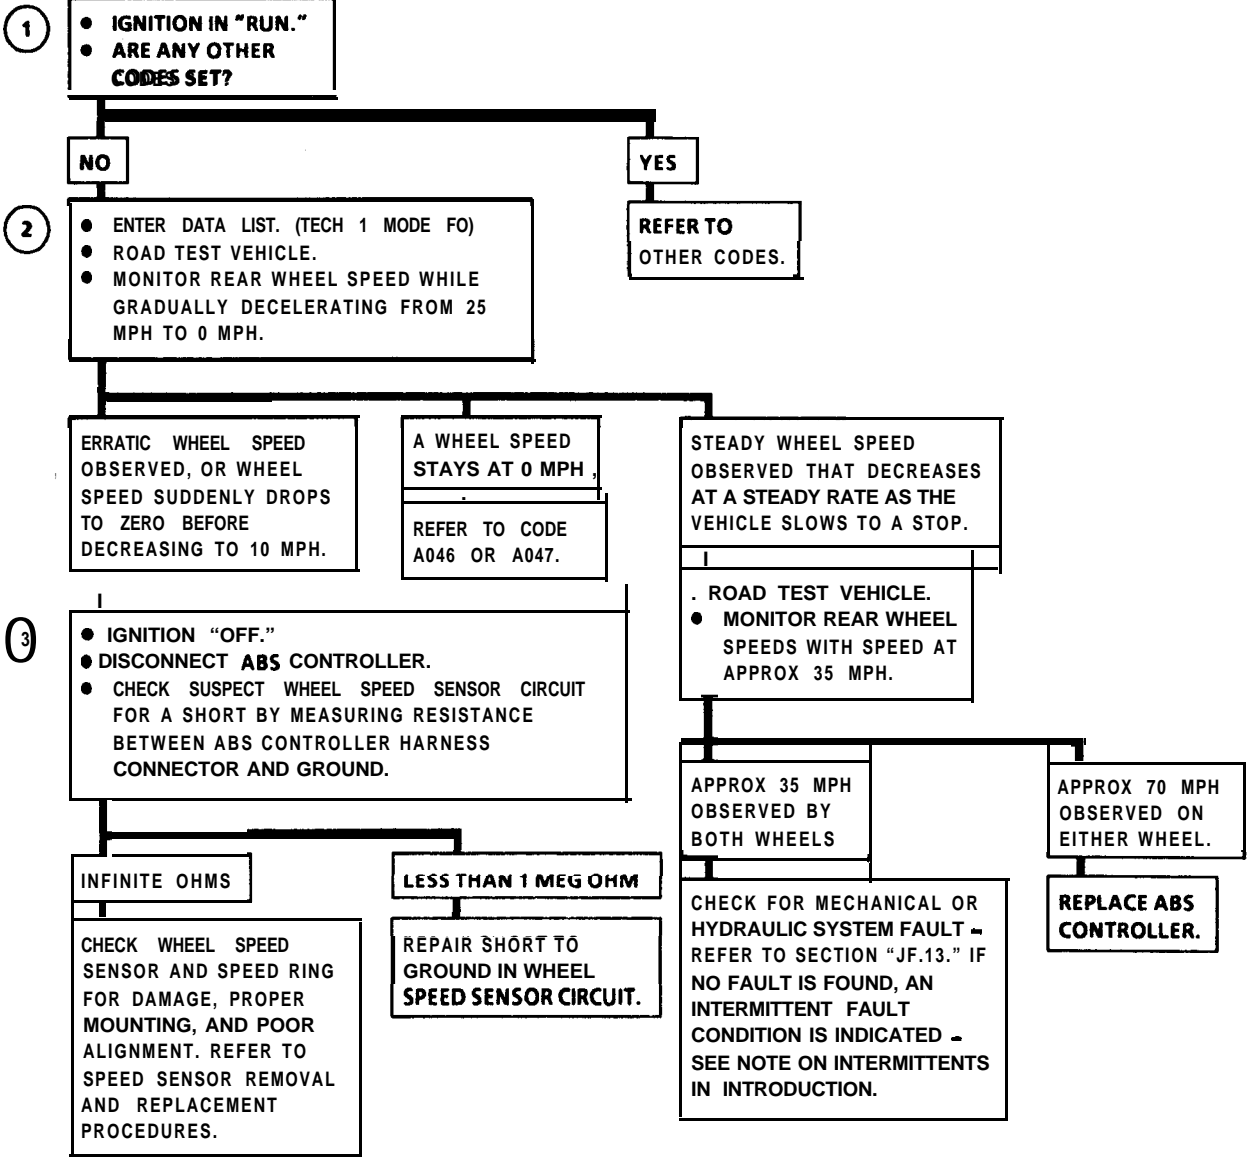 1
● IGNITION IN "RUN."
● ARE ANY OTHER
CODES SET?
NO
YES
REFER TO
OTHER CODES.
2
● ENTER DATA LIST. (TECH 1 MODE FO)
● ROAD TEST VEHICLE.
● MONITOR REAR WHEEL SPEED WHILE
GRADUALLY DECELERATING FROM 25
MPH TO 0 MPH.
ERRATIC WHEEL SPEED
OBSERVED, OR WHEEL
SPEED SUDDENLY DROPS
TO ZERO BEFORE
DECREASING TO 10 MPH.
A WHEEL SPEED
STAYS AT 0 MPH,
REFER TO CODE
A046 OR A047.
STEADY WHEEL SPEED
OBSERVED THAT DECREASES
AT A STEADY RATE AS THE
VEHICLE SLOWS TO A STOP.
. ROAD TEST VEHICLE.
● MONITOR REAR WHEEL
SPEEDS WITH SPEED AT
APPROX 35 MPH.
3
● IGNITION "OFF."
● DISCONNECT ABS CONTROLLER.
● CHECK SUSPECT WHEEL SPEED SENSOR CIRCUIT
FOR A SHORT BY MEASURING RESISTANCE
BETWEEN ABS CONTROLLER HARNESS
CONNECTOR AND GROUND.
INFINITE OHMS
LESS THAN 1 MEG OHM
CHECK WHEEL SPEED
SENSOR AND SPEED RING
FOR DAMAGE, PROPER
MOUNTING, AND POOR
ALIGNMENT. REFER TO
SPEED SENSOR REMOVAL
AND REPLACEMENT
PROCEDURES.
REPAIR SHORT TO
GROUND IN WHEEL
SPEED SENSOR CIRCUIT.
APPROX 35 MPH
OBSERVED BY
BOTH WHEELS
APPROX 70 MPH
OBSERVED ON
EITHER WHEEL.
CHECK FOR MECHANICAL OR
HYDRAULIC SYSTEM FAULT -
REFER TO SECTION "JF.13." IF
NO FAULT IS FOUND, AN
INTERMITTENT FAULT
CONDITION IS INDICATED -
SEE NOTE ON INTERMITTENTS
IN INTRODUCTION.
REPLACE ABS
CONTROLLER.